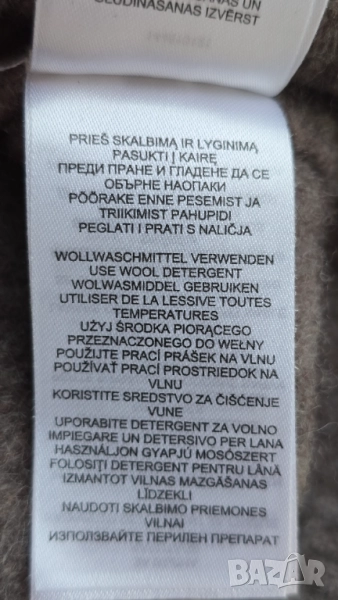 GLUDINĀŠANAS IZVĒRST
PRIEŠ SKALBIMĄ IR LYGINIMĄ
PASUKTI Į KAIRĘ
ПРЕДИ ПРАНЕ И ГЛАДЕНЕ ДА СЕ
ОБЪРНЕ НАОПАКИ
PÖÖRAKE ENNE PESEMIST JA
TRIIKIMIST PAHUPIDI
PEGLATI I PRATI S NALIČJA
WOLLWASCHMITTEL VERWENDEN
USE WOOL DETERGENT
WOLWASMIDDEL GEBRUIKEN
UTILISER DE LA LESSIVE TOUTES
TEMPERATURES
UŻYJ ŚRODKA PIORĄCEGO
PRZEZNACZONEGO DO WEŁNY
POUŽIJTE PRACÍ PRÁŠEK NA VLNU
POUŽÍVAŤ PRACÍ PROSTRIEDOK NA
VLNU
KORISTITE SREDSTVO ZA ČIŠĆENJE
VUNE
UPORABITE DETERGENT ZA VOLNO
IMPIEGARE UN DETERSIVO PER LANA
HASZNÁLJON GYAPJÚ MOSÓSZERT
FOLOSIȚI DETERGENT PENTRU LÂNĂ
IZMANTOT VILNAS MAZGĀŠANAS
LĪDZEKLI
NAUDOTI SKALBIMO PRIEMONES
VILNAI
ИЗПОЛЗВАЙТЕ ПЕРИЛЕН ПРЕПАРАТ
BAZAR